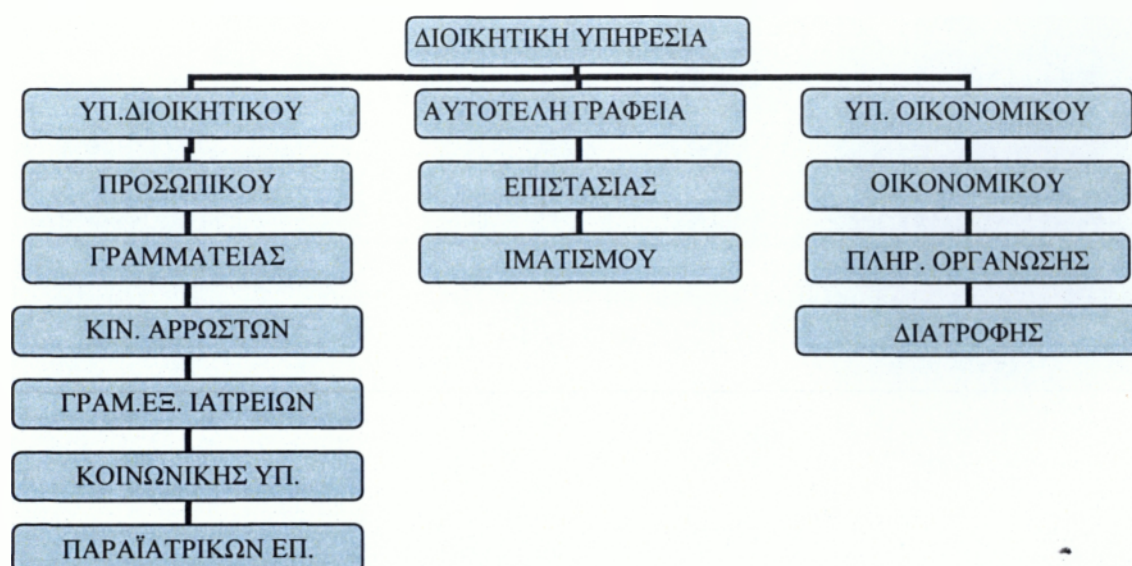 ΔΙΟΙΚΗΤΙΚΗ ΥΠΗΡΕΣΙΑ
ΥΠ.ΔΙΟΙΚΗΤΙΚΟΥ
ΠΡΟΣΩΠΙΚΟΥ
ΓΡΑΜΜΑΤΕΙΑΣ
ΚΙΝ. ΑΡΡΩΣΤΩΝ
ΓΡΑΜ.ΕΞ. ΙΑΤΡΕΙΩΝ
ΚΟΙΝΩΝΙΚΗΣ ΥΠ.
ΠΑΡΑΪΑΤΡΙΚΩΝ ΕΠ.
ΑΥΤΟΤΕΛΗ ΓΡΑΦΕΙΑ
ΕΠΙΣΤΑΣΙΑΣ
ΙΜΑΤΙΣΜΟΥ
ΥΠ. ΟΙΚΟΝΟΜΙΚΟΥ
ΟΙΚΟΝΟΜΙΚΟΥ
ΠΛΗΡ. ΟΡΓΑΝΩΣΗΣ
ΔΙΑΤΡΟΦΗΣ